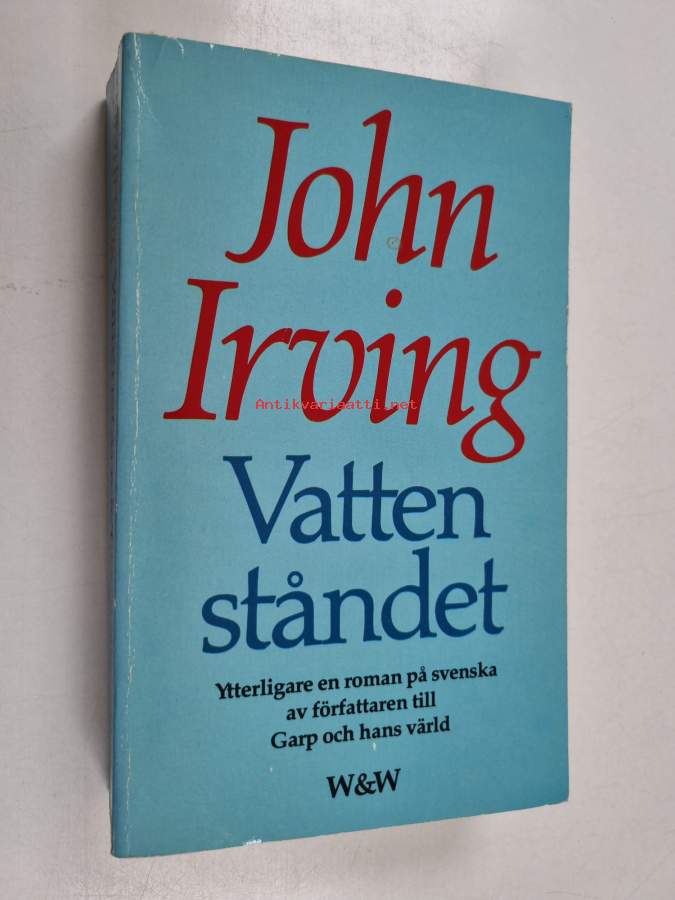 John
Irving
Antikvariaatti.net
Vatten
ståndet
Ytterligare en roman på svenska
av författaren till
Garp och hans värld
W&W